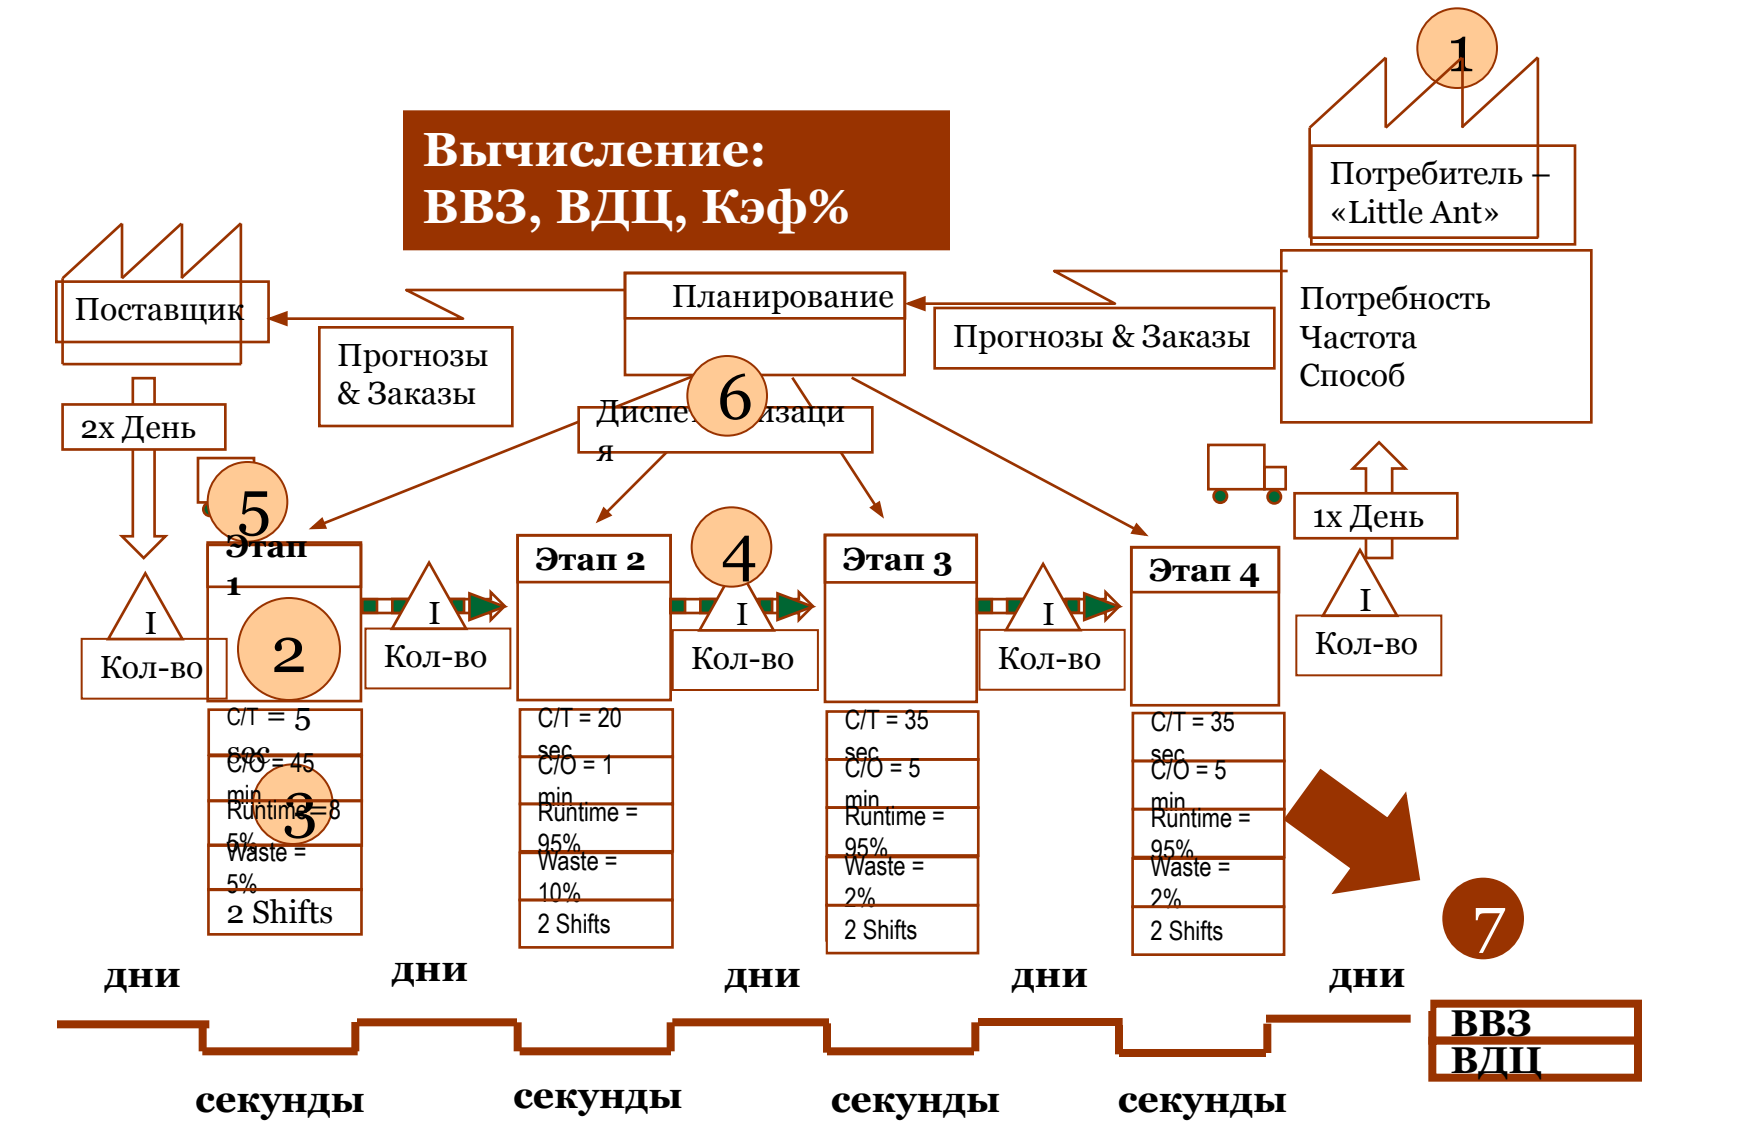 1
Вычисление:
ВВЗ, ВДЦ, Кэф%
Потребитель –
«Little Ant»
Поставщик
Планирование
Прогнозы & Заказы
Потребность
Частота
Способ
Прогнозы
& Заказы
2x День
6
я
5
4
1x День
Этап
1
Этап 2
Этап 3
Этап 4
I
I
I
I
I
2
Кол-во
Кол-во
Кол-во
Кол-во
Кол-во
C/T = 5
sec
C/O = 45
min
3
Runtime=8
5%
Waste =
5%
2 Shifts
C/T = 20
sec
C/O = 1
min
Runtime =
95%
Waste =
10%
2 Shifts
C/T = 35
sec
C/O = 5
min
Runtime =
95%
Waste =
2%
2 Shifts
C/T = 35
sec
C/O = 5
min
Runtime =
95%
Waste =
2%
2 Shifts
7
дни
дни
дни
дни
дни
ВВЗ
ВДЦ
секунды
секунды
секунды
секунды